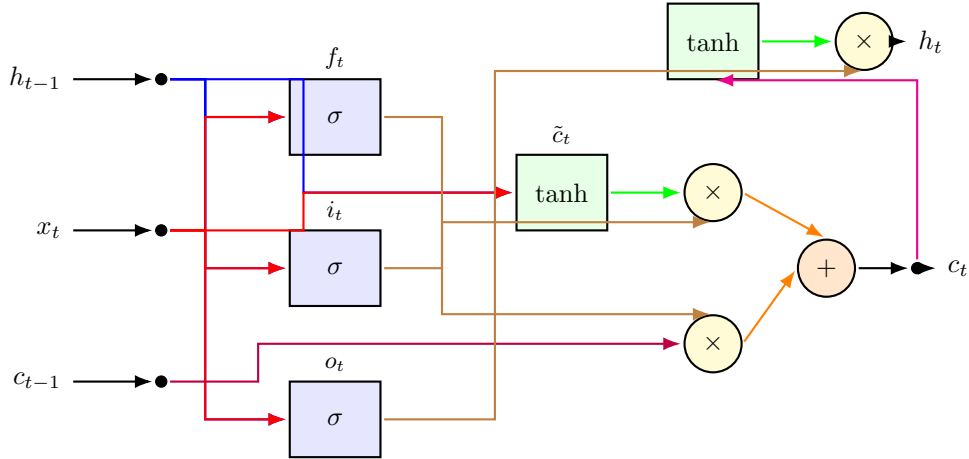 tanh
×
h_t
h_{t-1}
f_t
σ
c̃_t
tanh
×
x_t
i_t
σ
+
c_t
×
c_{t-1}
o_t
σ